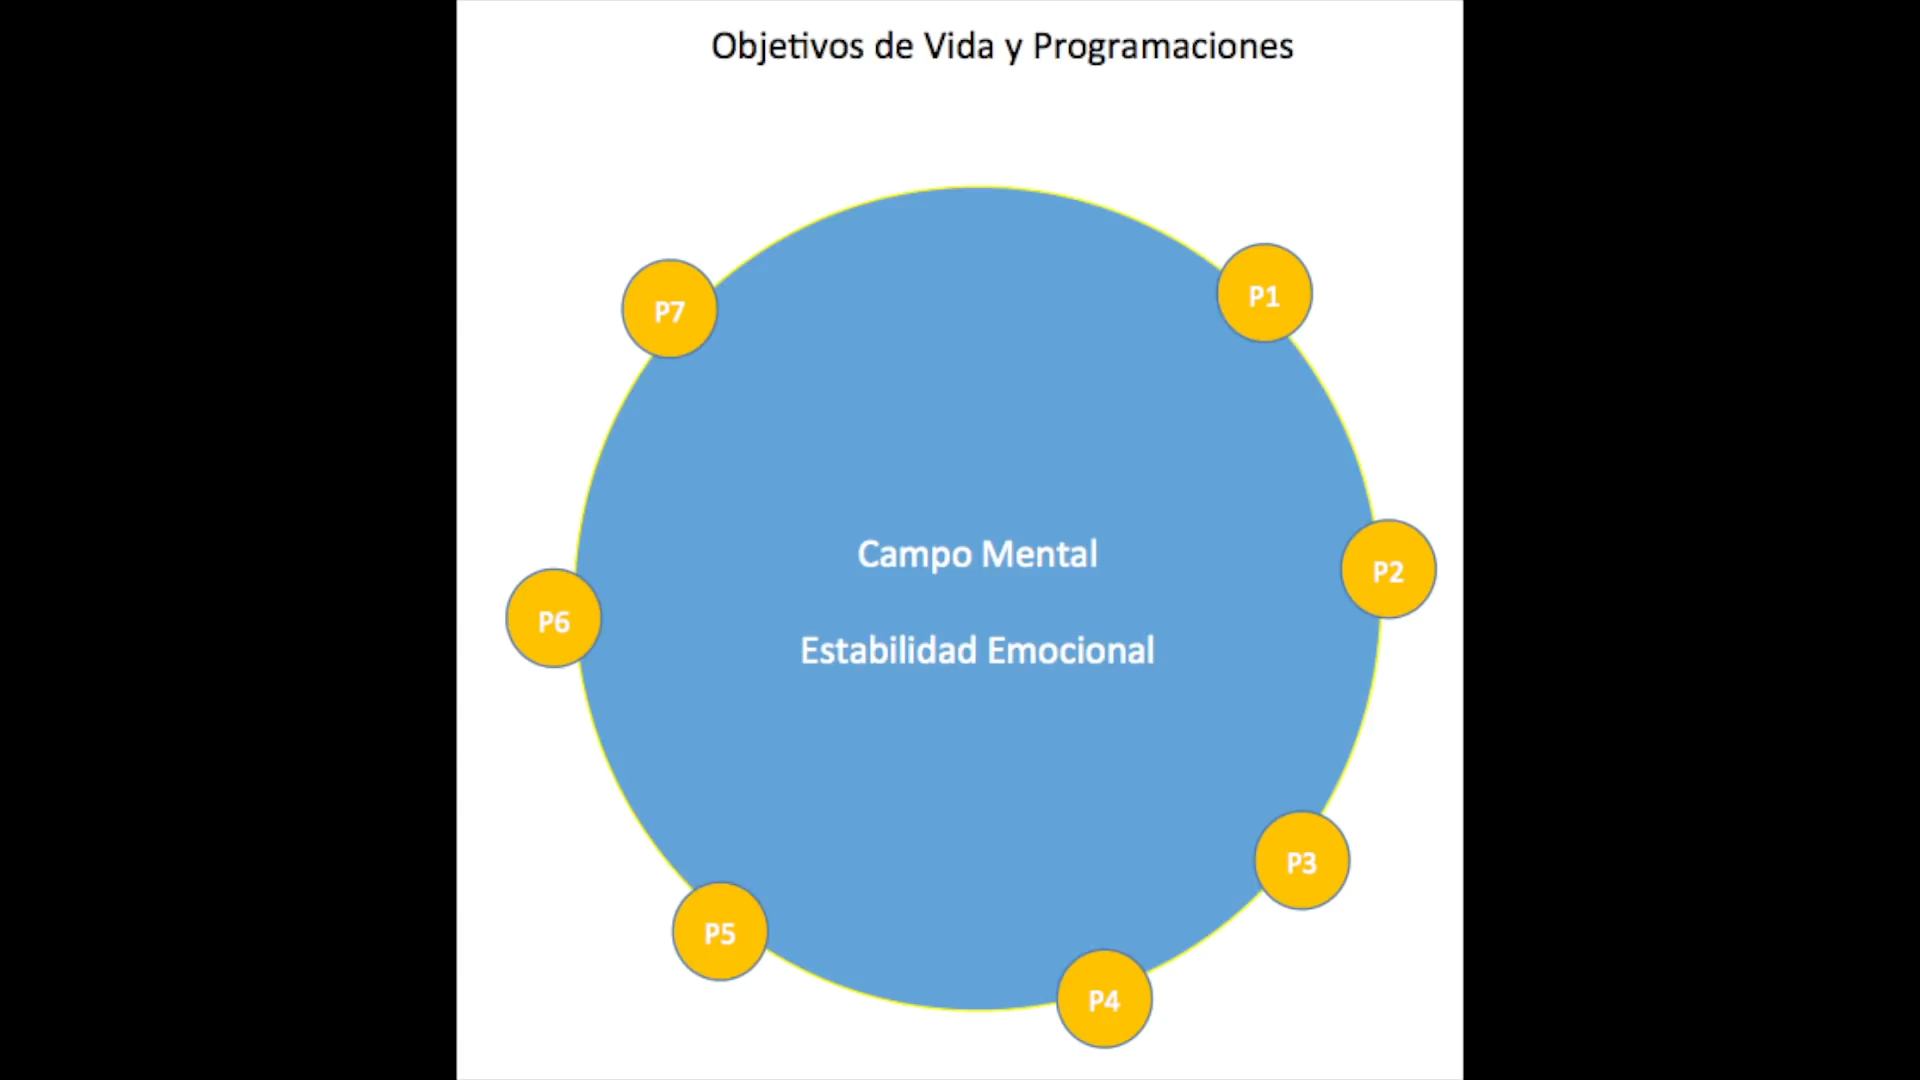 Objetivos de Vida y Programaciones
P7
P1
Campo Mental
P2
P6
Estabilidad Emocional
P3
P5
P4